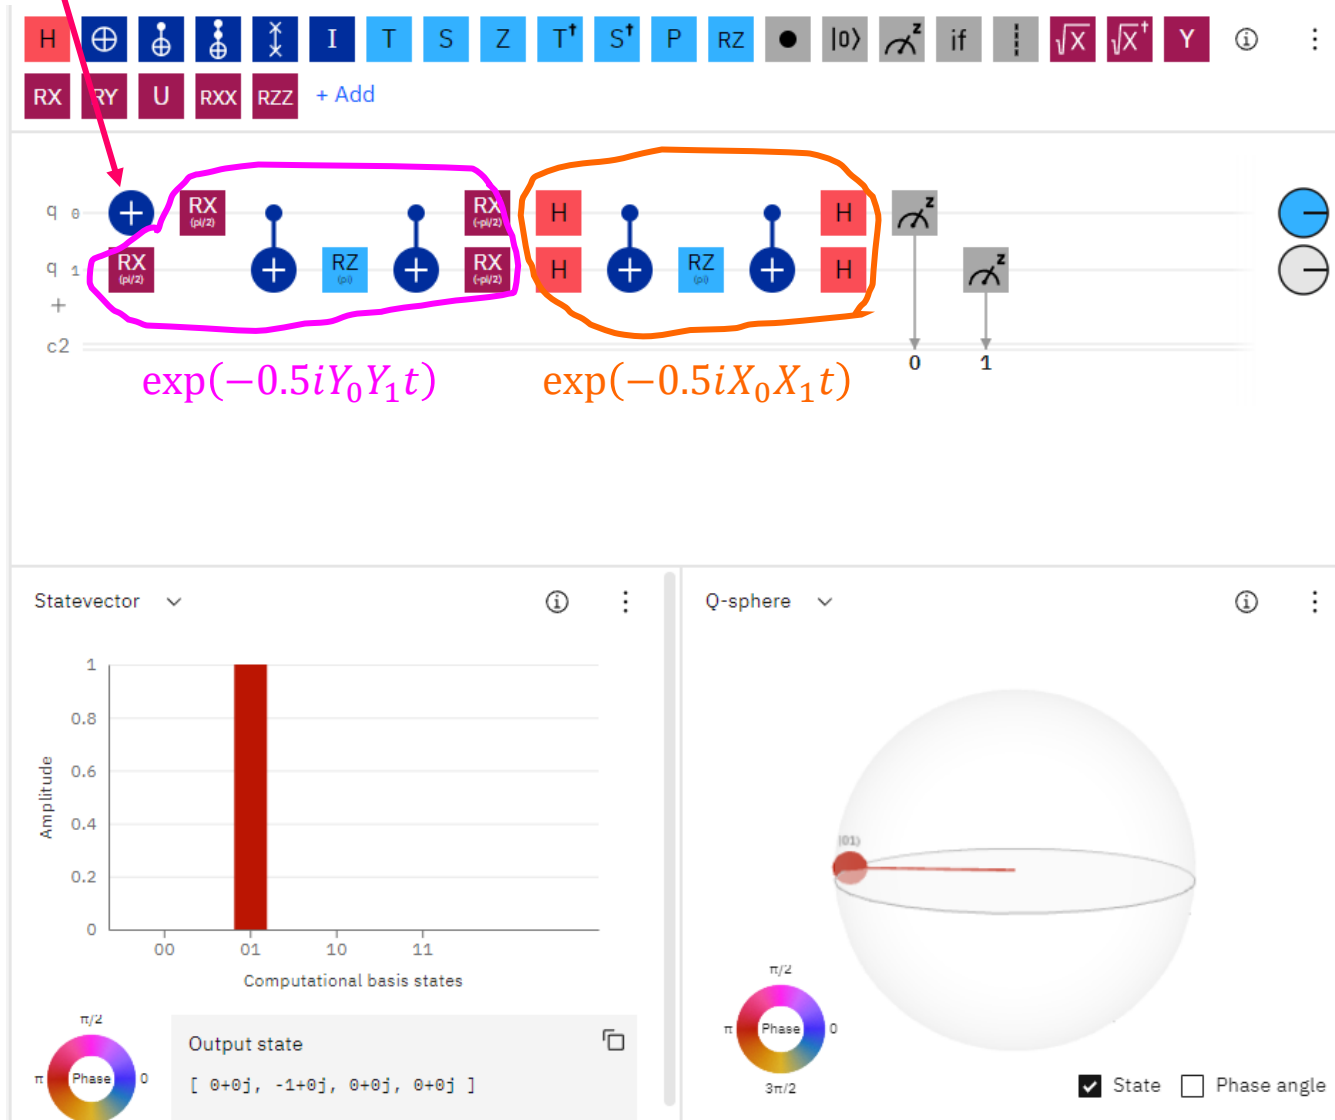 H T S Z T† S† P RZ |0⟩ z if √X √X† Y
RX RY U RXX RZZ + Add
q 0 RX (pi/2) RX (-pi/2) H H z
q 1 RX (pi/2) RZ (pi) RX (-pi/2) H RZ (pi) H z
+
c2 0 1
exp(−0.5iY₀Y₁t) exp(−0.5iX₀X₁t)
Statevector
1
0.8
0.6
0.4
0.2
0
Amplitude
00 01 10 11
Computational basis states
π/2
π Phase 0
Output state
[ 0+0j, -1+0j, 0+0j, 0+0j ]
Q-sphere
|01⟩
π/2
π Phase 0
3π/2
State Phase angle